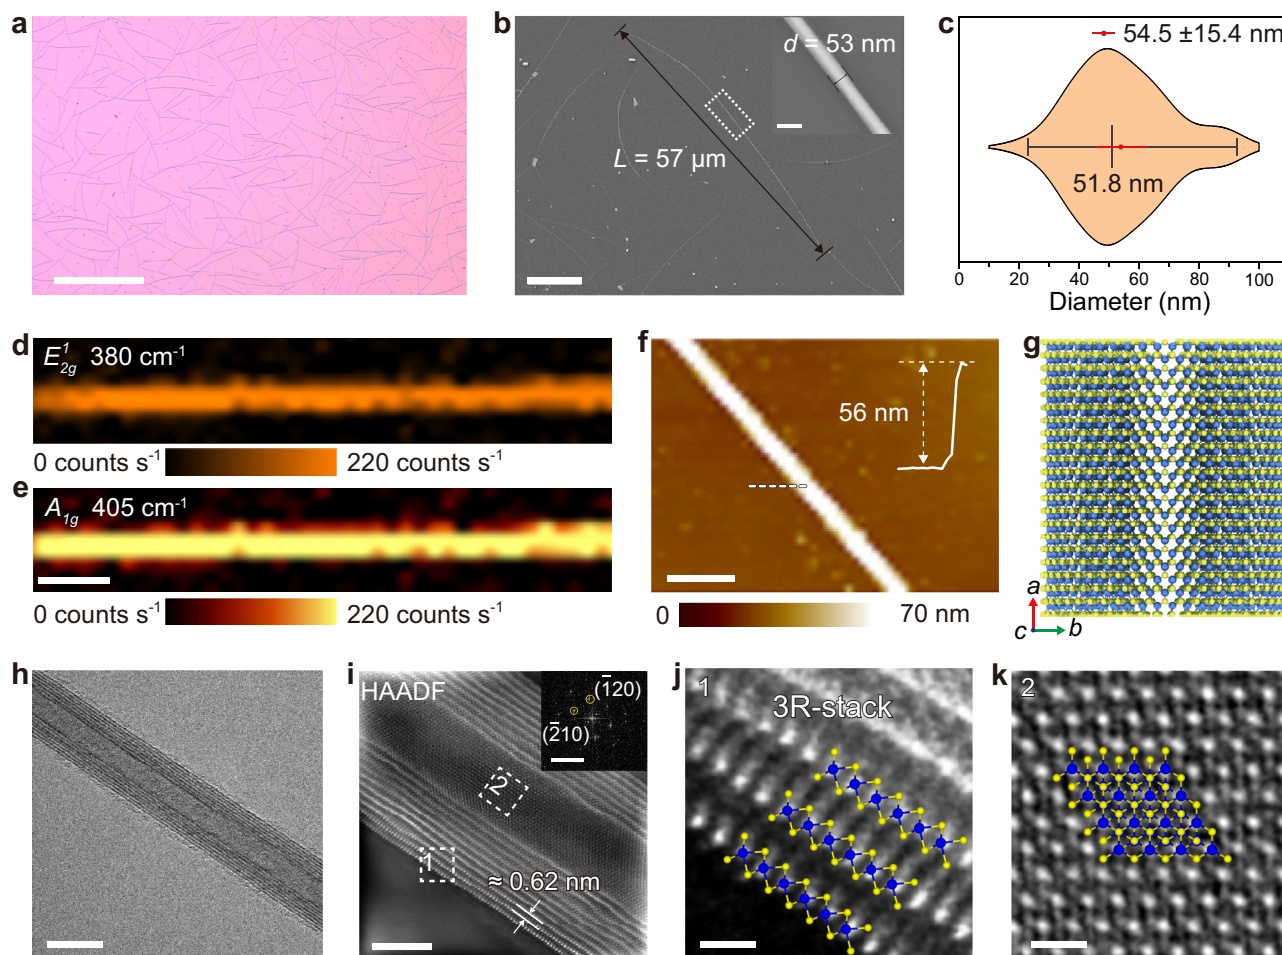 a
b
d = 53 nm
L = 57 μm
c
54.5 ±15.4 nm
51.8 nm
0 20 40 60 80 100
Diameter (nm)
d
E¹₂g 380 cm⁻¹
0 counts s⁻¹ 220 counts s⁻¹
e
A₁g 405 cm⁻¹
0 counts s⁻¹ 220 counts s⁻¹
f
56 nm
0 70 nm
g
a
c b
h
i
HAADF
(1̅20)
(2̅10)
2
1
≈ 0.62 nm
j
1
3R-stack
k
2